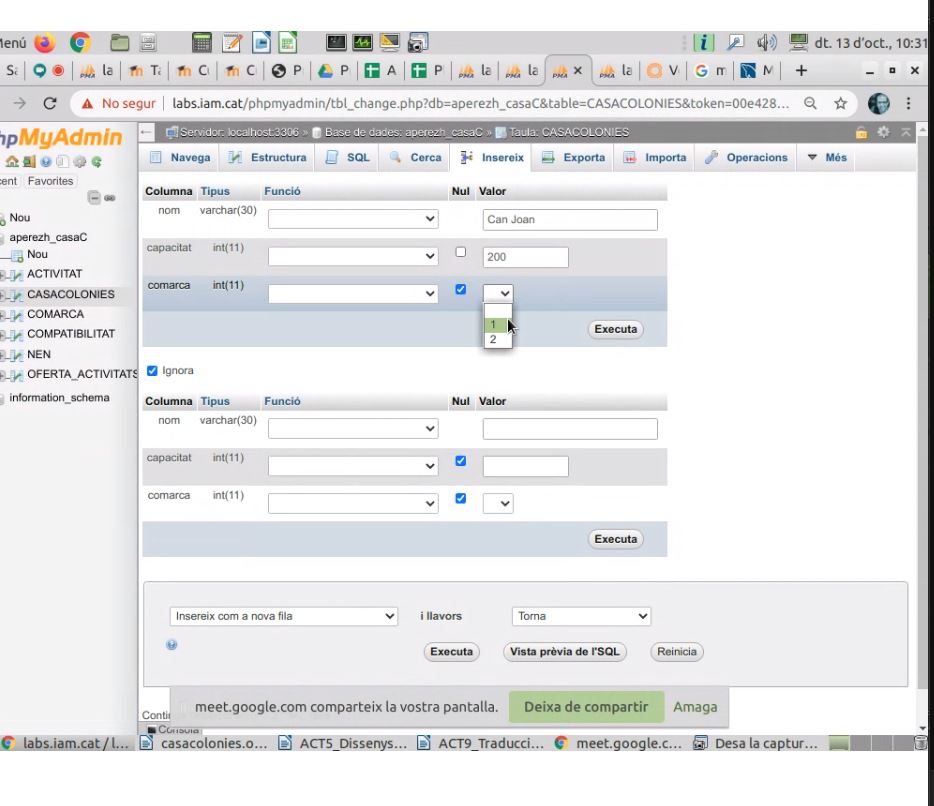 Menú dt. 13 d'oct., 10:31
Sa la Ta Cu C P P A P la la × la V G m M +
No segur labs.iam.cat/phpmyadmin/tbl_change.php?db=aperezh_casaC&table=CASACOLONIES&token=00e428...
hpMyAdmin
Servidor: localhost:3306 » Base de dades: aperezh_casaC » Taula: CASACOLONIES
Navega Estructura SQL Cerca Insereix Exporta Importa Operacions Més
cent Favorites
Nou
aperezh_casaC
Nou
ACTIVITAT
CASACOLONIES
COMARCA
COMPATIBILITAT
NEN
OFERTA_ACTIVITATS
information_schema
Columna Tipus Funció Nul Valor
nom varchar(30) Can Joan
capacitat int(11) 200
comarca int(11)
1
2
Executa
Ignora
Columna Tipus Funció Nul Valor
nom varchar(30)
capacitat int(11)
comarca int(11)
Executa
Insereix com a nova fila i llavors Torna
Executa Vista prèvia de l'SQL Reinicia
meet.google.com comparteix la vostra pantalla. Deixa de compartir Amaga
Conti
Consola
labs.iam.cat / l... casacolonies.o... ACT5_Dissenys... ACT9_Traducci... meet.google.c... Desa la captur...